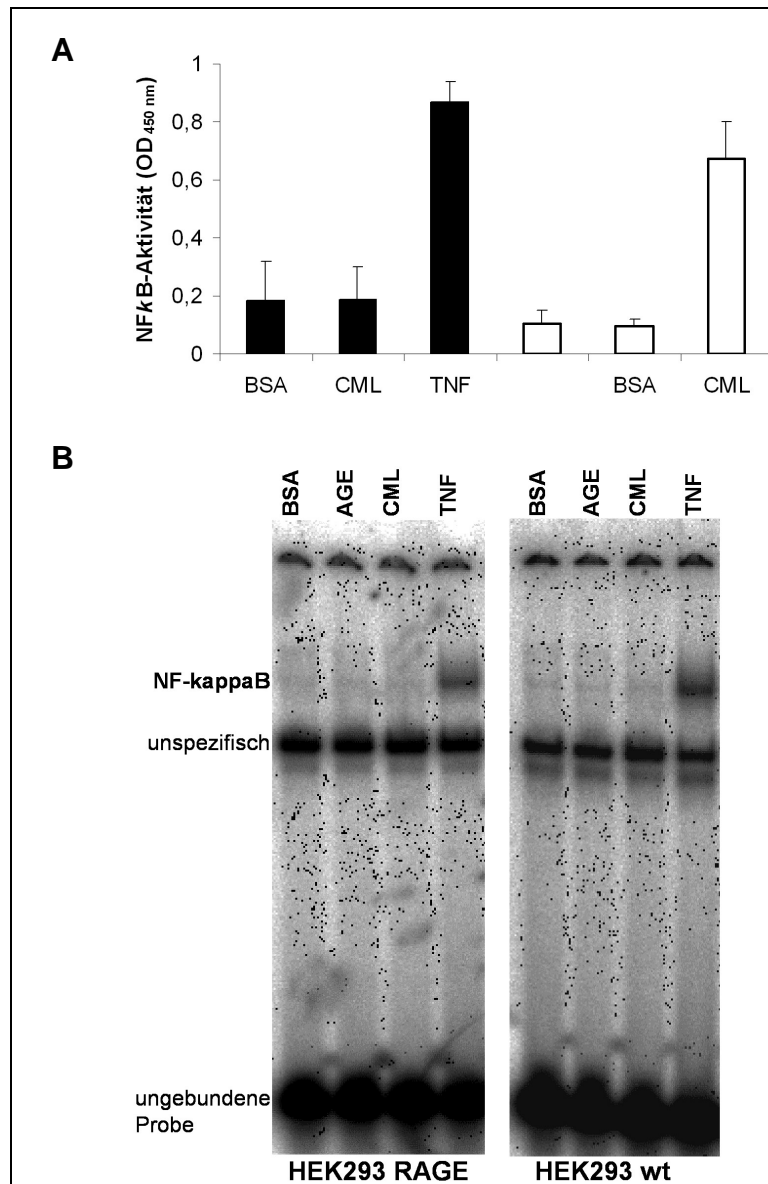 A
NFkB-Aktivität (OD450 nm)
1
0,8
0,6
0,4
0,2
0
BSA CML TNF BSA CML
B
BSA AGE CML TNF BSA AGE CML TNF
NF-kappaB
unspezifisch
ungebundene
Probe
HEK293 RAGE HEK293 wt